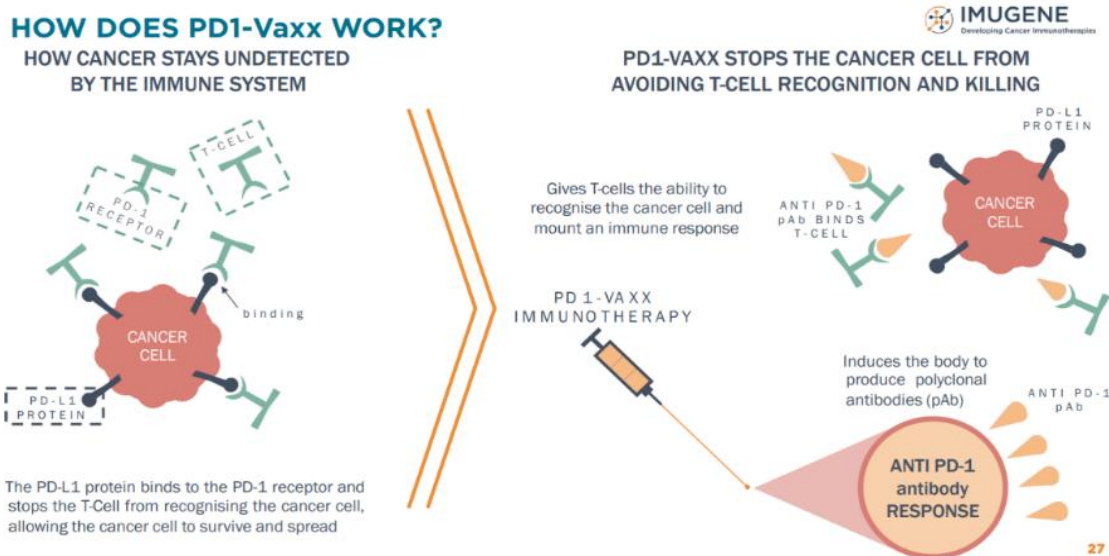 HOW DOES PD1-Vaxx WORK?
IMUGENE
Developing Cancer Immunotherapies
HOW CANCER STAYS UNDETECTED
BY THE IMMUNE SYSTEM
T-CELL
PD-1
RECEPTOR
binding
CANCER
CELL
PD-L1
PROTEIN
The PD-L1 protein binds to the PD-1 receptor and
stops the T-Cell from recognising the cancer cell,
allowing the cancer cell to survive and spread
PD1-VAXX STOPS THE CANCER CELL FROM
AVOIDING T-CELL RECOGNITION AND KILLING
PD-L1
PROTEIN
Gives T-cells the ability to
recognise the cancer cell and
mount an immune response
ANTI PD-1
pAb BINDS
T-CELL
CANCER
CELL
PD1-VAXX
IMMUNOTHERAPY
Induces the body to
produce polyclonal
antibodies (pAb)
ANTI PD-1
pAb
ANTI PD-1
antibody
RESPONSE
27